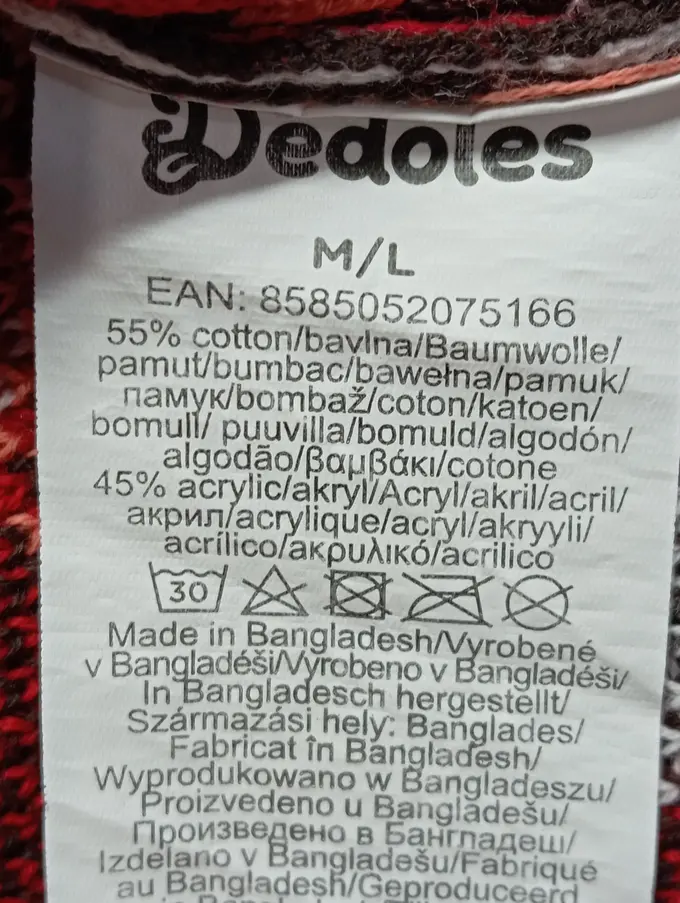 Dedoles
M/L
EAN: 8585052075166
55% cotton/bavlna/Baumwolle/
pamut/bumbac/bawełna/pamuk/
памук/bombaž/coton/katoen/
bomull/ puuvilla/bomuld/algodón/
algodão/βαμβάκι/cotone
45% acrylic/akryl/Acryl/akril/acril/
акрил/acrylique/acryl/akryyli/
acrílico/ακρυλικό/acrilico
30
Made in Bangladesh/Vyrobené
v Bangladéši/Vyrobeno v Bangladéši/
In Bangladesch hergestellt/
Származási hely: Banglades/
Fabricat în Bangladesh/
Wyprodukowano w Bangladeszu/
Proizvedeno u Bangladešu/
Произведено в Бангладеш/
Izdelano v Bangladešu/Fabriqué
au Bangladesh/Geproduceerd